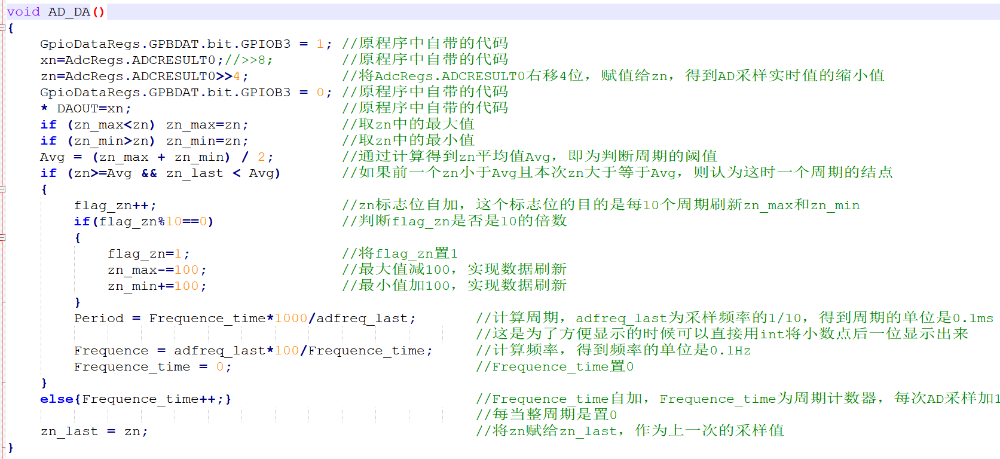 void AD_DA()
{
    GpioDataRegs.GPBDAT.bit.GPIOB3 = 1; //原程序中自带的代码
    xn=AdcRegs.ADCRESULT0;//>>8;        //原程序中自带的代码
    zn=AdcRegs.ADCRESULT0>>4;           //将AdcRegs.ADCRESULT0右移4位，赋值给zn，得到AD采样实时值的缩小值
    GpioDataRegs.GPBDAT.bit.GPIOB3 = 0; //原程序中自带的代码
    * DAOUT=xn;                         //原程序中自带的代码
    if (zn_max<zn) zn_max=zn;           //取zn中的最大值
    if (zn_min>zn) zn_min=zn;           //取zn中的最小值
    Avg = (zn_max + zn_min) / 2;        //通过计算得到zn平均值Avg，即为判断周期的阈值
    if (zn>=Avg && zn_last < Avg)       //如果前一个zn小于Avg且本次zn大于等于Avg，则认为这时一个周期的结点
    {
        flag_zn++;                      //zn标志位自加，这个标志位的目的是每10个周期刷新zn_max和zn_min
        if(flag_zn%10==0)               //判断flag_zn是否是10的倍数
        {
            flag_zn=1;                  //将flag_zn置1
            zn_max-=100;                //最大值减100，实现数据刷新
            zn_min+=100;                //最小值加100，实现数据刷新
        }
        Period = Frequence_time*1000/adfreq_last;       //计算周期，adfreq_last为采样频率的1/10，得到周期的单位是0.1ms
                                                        //这是为了方便显示的时候可以直接用int将小数点后一位显示出来
        Frequence = adfreq_last*100/Frequence_time;     //计算频率，得到频率的单位是0.1Hz
        Frequence_time = 0;                             //Frequence_time置0
    }
    else{Frequence_time++;}                             //Frequence_time自加，Frequence_time为周期计数器，每次AD采样加1
                                                        //每当整周期是置0
    zn_last = zn;                                       //将zn赋给zn_last，作为上一次的采样值
}